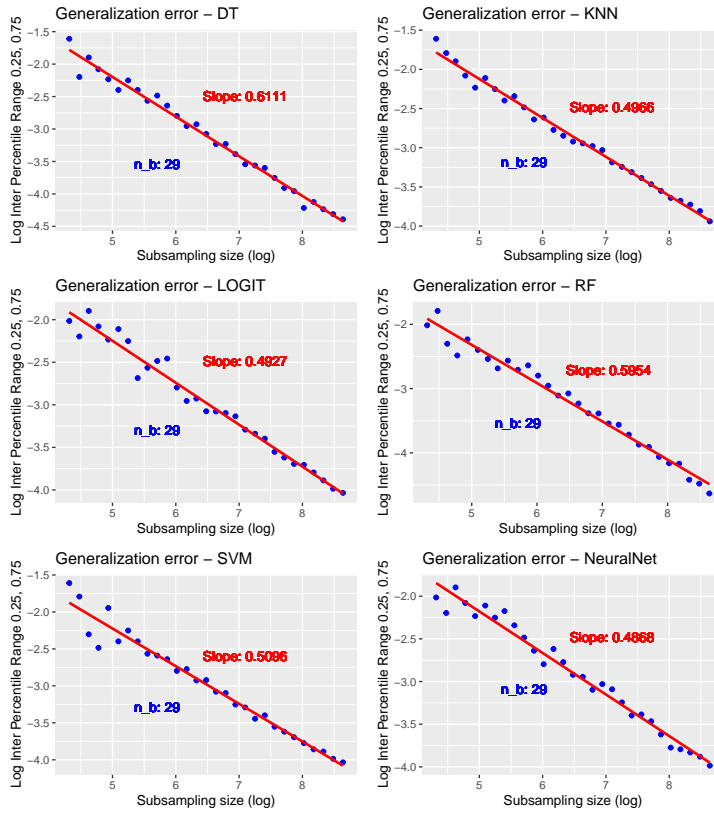 Generalization error – DT
Log Inter Percentile Range 0.25, 0.75
−1.5
−2.0
−2.5
−3.0
−3.5
−4.0
−4.5
Slope: 0.6111
n_b: 29
5
6
7
8
Subsampling size (log)
Generalization error – KNN
Log Inter Percentile Range 0.25, 0.75
−1.5
−2.0
−2.5
−3.0
−3.5
−4.0
Slope: 0.4966
n_b: 29
5
6
7
8
Subsampling size (log)
Generalization error – LOGIT
Log Inter Percentile Range 0.25, 0.75
−2.0
−2.5
−3.0
−3.5
−4.0
Slope: 0.4927
n_b: 29
5
6
7
8
Subsampling size (log)
Generalization error – RF
Log Inter Percentile Range 0.25, 0.75
−2
−3
−4
Slope: 0.5954
n_b: 29
5
6
7
8
Subsampling size (log)
Generalization error – SVM
Log Inter Percentile Range 0.25, 0.75
−1.5
−2.0
−2.5
−3.0
−3.5
−4.0
Slope: 0.5096
n_b: 29
5
6
7
8
Subsampling size (log)
Generalization error – NeuralNet
Log Inter Percentile Range 0.25, 0.75
−2.0
−2.5
−3.0
−3.5
−4.0
Slope: 0.4868
n_b: 29
5
6
7
8
Subsampling size (log)